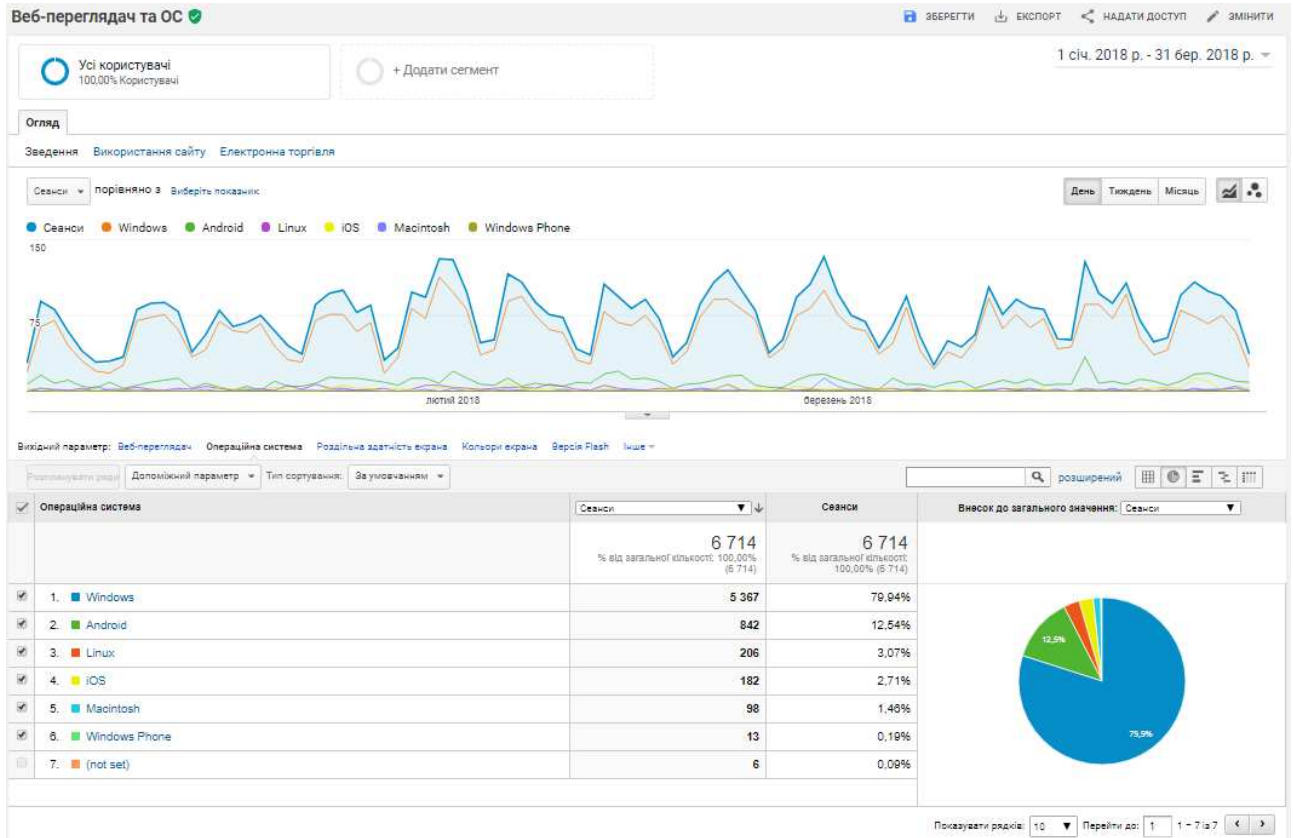 Веб-переглядач та ОС
ЗБЕРЕГТИ ЕКСПОРТ НАДАТИ ДОСТУП ЗМІНИТИ
Усі користувачі
100,00% Користувачі
+ Додати сегмент
1 січ. 2018 р. - 31 бер. 2018 р.
Огляд
Зведення Використання сайту Електронна торгівля
Сеанси порівняно з Виберіть показник
День Тиждень Місяць
Сеанси Windows Android Linux iOS Macintosh Windows Phone
150
75
лютий 2018 березень 2018
Вихідний параметр: Веб-переглядач Операційна система Роздільна здатність екрана Кольори екрана Версія Flash Інше
Допоміжний параметр Тип сортування: За умовчанням
розширений
Операційна система Сеанси Сеанси Внесок до загального значення: Сеанси
6 714 6 714
% від загальної кількості: 100,00% (6 714) % від загальної кількості: 100,00% (6 714)
1. Windows 5 367 79,94%
2. Android 842 12,54%
3. Linux 206 3,07%
4. iOS 182 2,71%
5. Macintosh 98 1,46%
6. Windows Phone 13 0,19%
7. (not set) 6 0,09%
12,5%
79,9%
Показувати рядків: 10 Перейти до: 1 1 – 7 із 7